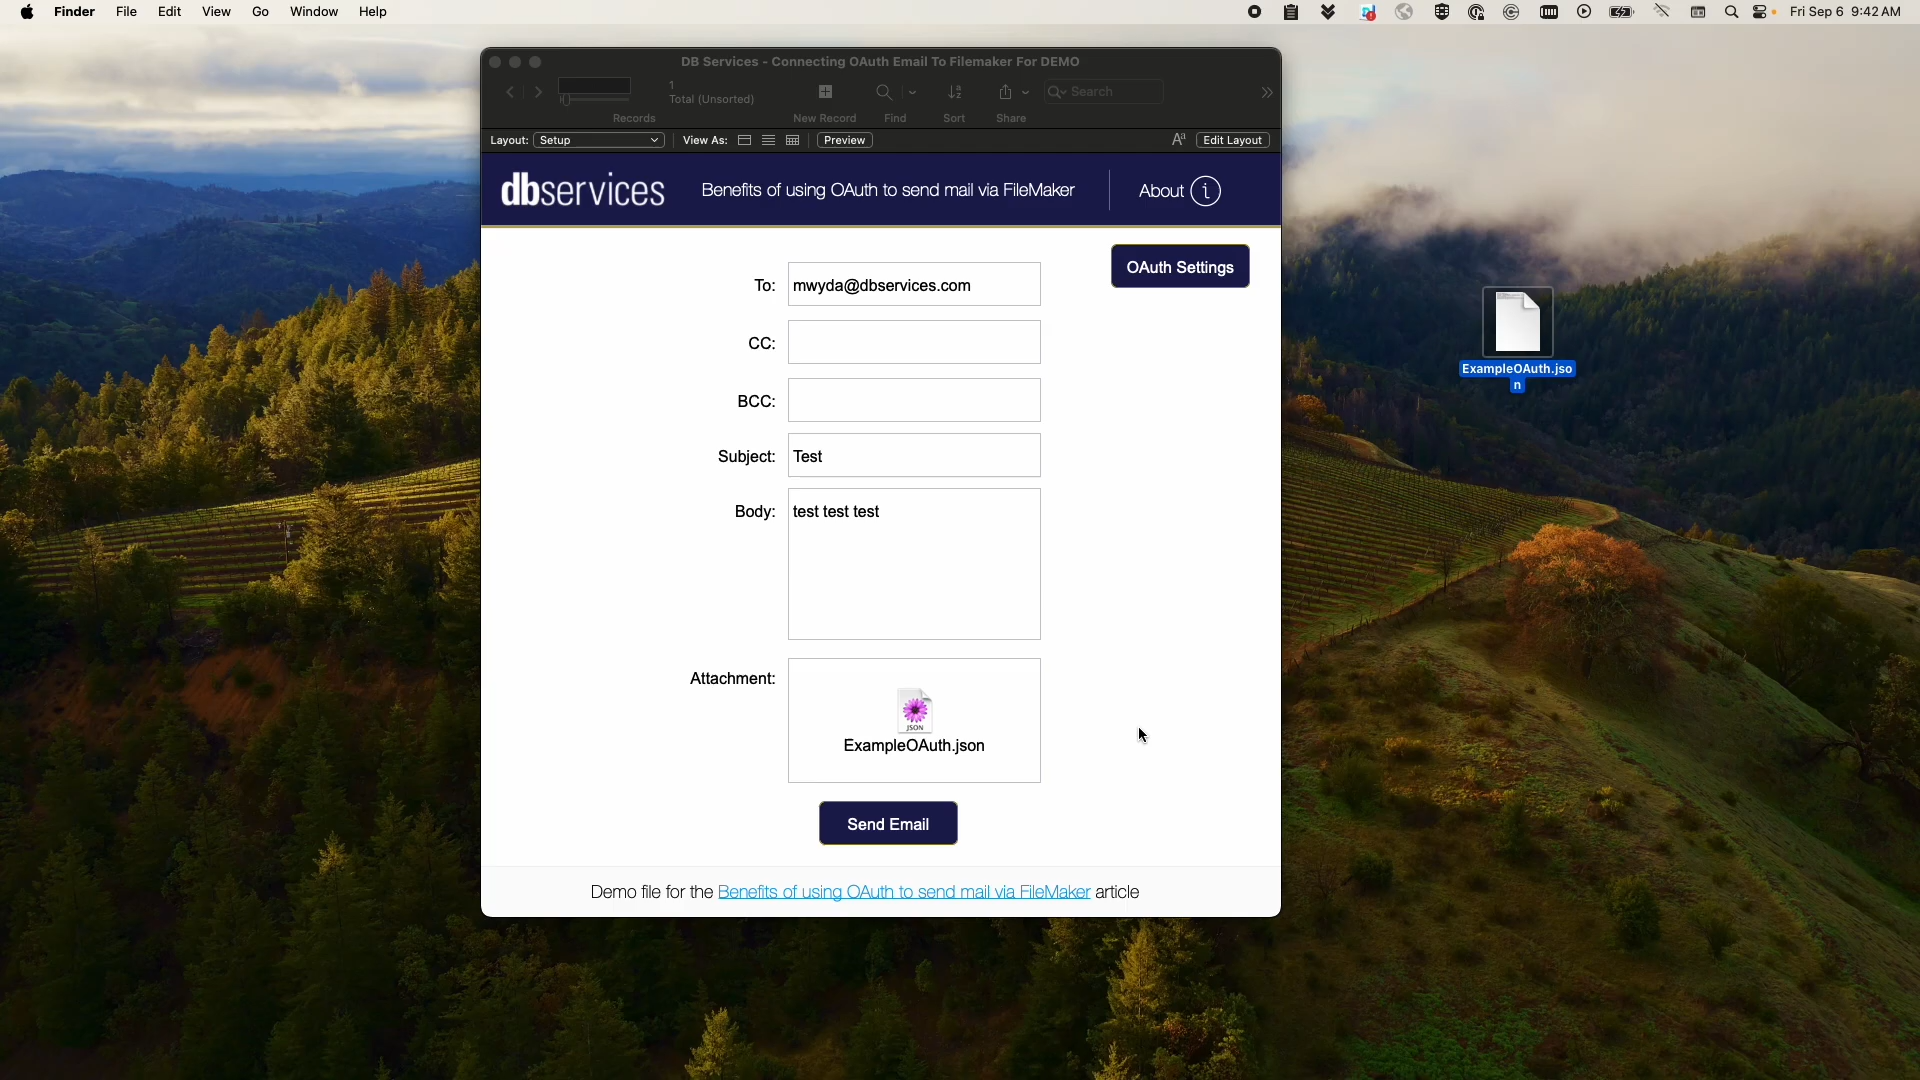 Finder File Edit View Go Window Help
Fri Sep 6 9:42 AM
DB Services - Connecting OAuth Email To Filemaker For DEMO
1
Total (Unsorted)
Search
Records New Record Find Sort Share
Layout: Setup View As: Preview Aa Edit Layout
dbservices Benefits of using OAuth to send mail via FileMaker About i
OAuth Settings
To: mwyda@dbservices.com
CC:
BCC:
Subject: Test
Body: test test test
Attachment:
JSON
ExampleOAuth.json
Send Email
Demo file for the Benefits of using OAuth to send mail via FileMaker article
ExampleOAuth.jso
n